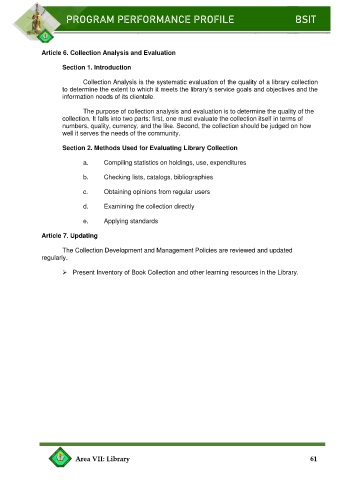 PROGRAM PERFORMANCE PROFILE BSIT
Article 6. Collection Analysis and Evaluation
Section 1. Introduction
Collection Analysis is the systematic evaluation of the quality of a library collection
to determine the extent to which it meets the library's service goals and objectives and the
information needs of its clientele.
The purpose of collection analysis and evaluation is to determine the quality of the
collection. It falls into two parts: first, one must evaluate the collection itself in terms of
numbers, quality, currency, and the like. Second, the collection should be judged on how
well it serves the needs of the community.
Section 2. Methods Used for Evaluating Library Collection
a. Compiling statistics on holdings, use, expenditures
b. Checking lists, catalogs, bibliographies
c. Obtaining opinions from regular users
d. Examining the collection directly
e. Applying standards
Article 7. Updating
The Collection Development and Management Policies are reviewed and updated
regularly.
➢ Present Inventory of Book Collection and other learning resources in the Library.
Area VII: Library 61